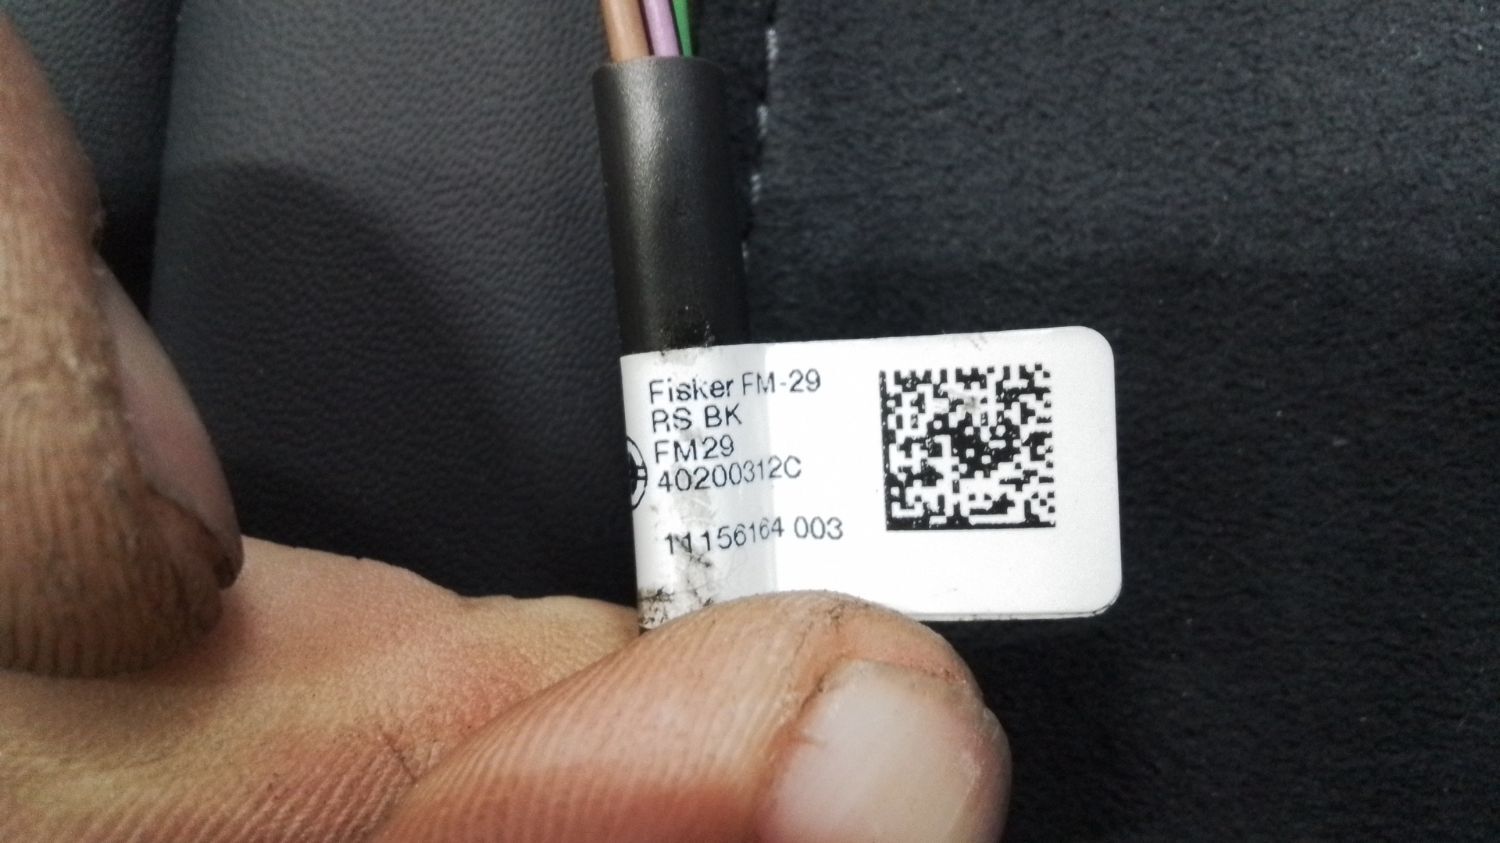 Fisker FM-29
RS BK
FM29
40200312C
11156164 003